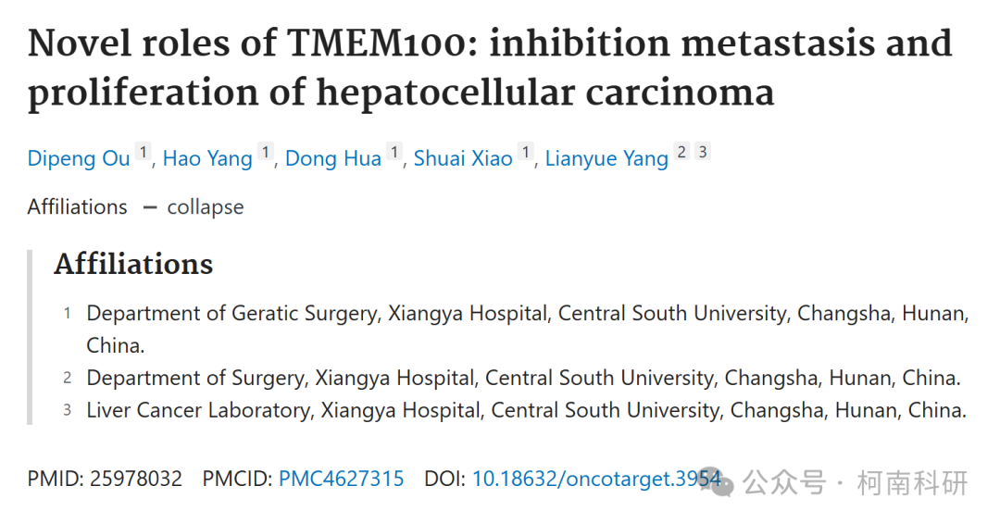 Novel roles of TMEM100: inhibition metastasis and
proliferation of hepatocellular carcinoma
Dipeng Ou 1, Hao Yang 1, Dong Hua 1, Shuai Xiao 1, Lianyue Yang 2 3
Affiliations — collapse
Affiliations
1 Department of Geratic Surgery, Xiangya Hospital, Central South University, Changsha, Hunan,
China.
2 Department of Surgery, Xiangya Hospital, Central South University, Changsha, Hunan, China.
3 Liver Cancer Laboratory, Xiangya Hospital, Central South University, Changsha, Hunan, China.
PMID: 25978032 PMCID: PMC4627315 DOI: 10.18632/oncotarget.3954
公众号 · 柯南科研